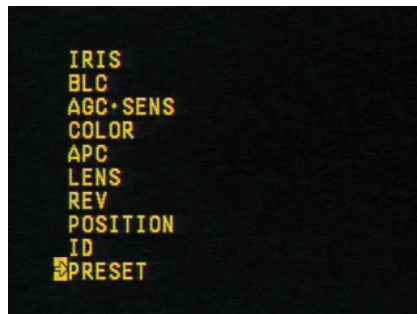 IRIS
BLC
AGC·SENS
COLOR
APC
LENS
REV
POSITION
ID
PRESET